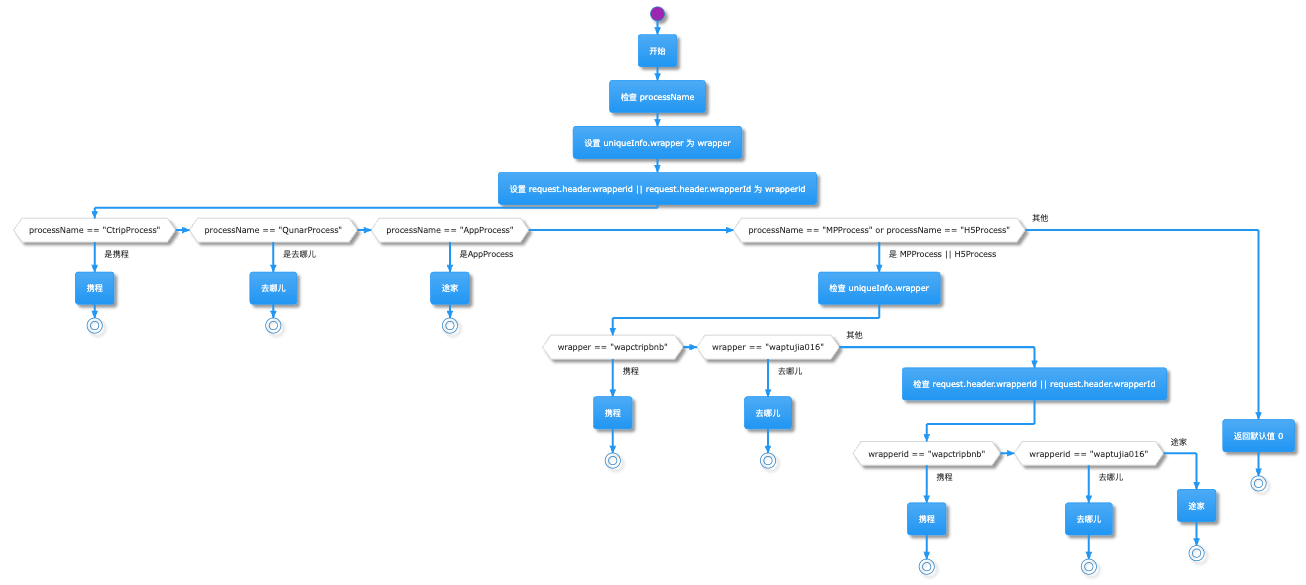 开始
检查 processName
设置 uniqueInfo.wrapper 为 wrapper
设置 request.header.wrapperid || request.header.wrapperId 为 wrapperid
processName == "CtripProcess"
processName == "QunarProcess"
processName == "AppProcess"
processName == "MPProcess" or processName == "H5Process"
其他
是携程
是去哪儿
是AppProcess
是 MPProcess || H5Process
携程
去哪儿
途家
检查 uniqueInfo.wrapper
wrapper == "wapctripbnb"
wrapper == "waptujia016"
其他
携程
去哪儿
检查 request.header.wrapperid || request.header.wrapperId
携程
去哪儿
返回默认值 0
wrapperid == "wapctripbnb"
wrapperid == "waptujia016"
途家
携程
去哪儿
携程
去哪儿
途家